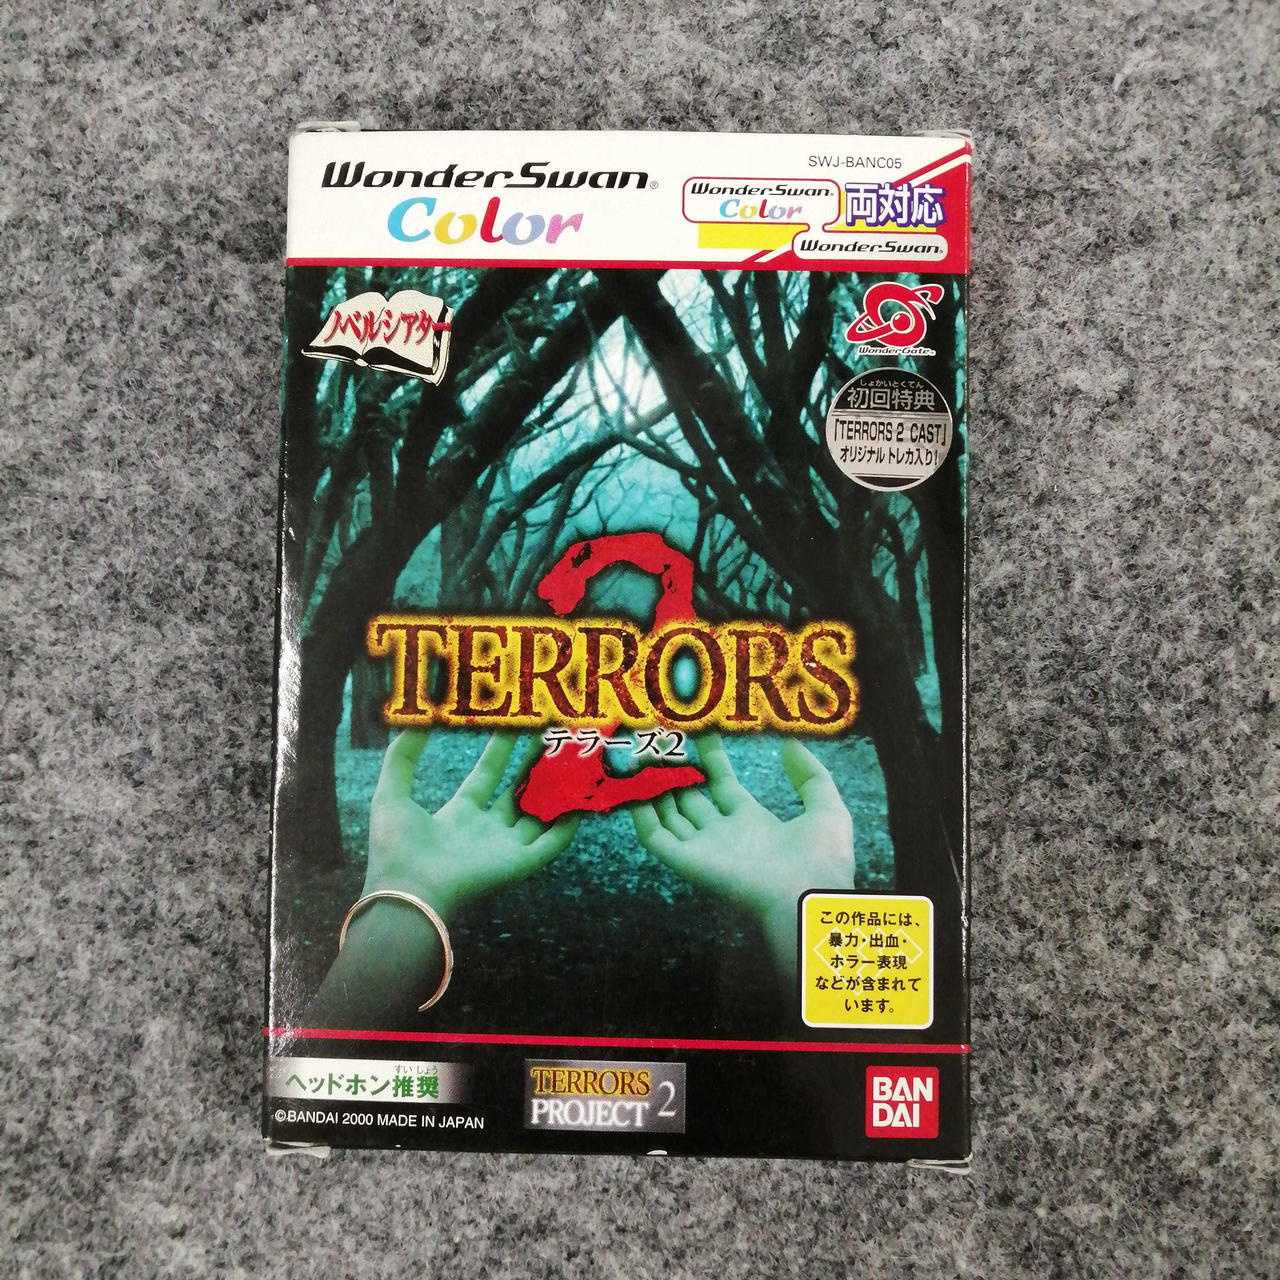 SWJ-BANC05
WonderSwan®
Color
WonderSwan®
Color
両対応
WonderSwan®
ノベルシアター
WonderGate™
しょかいとくてん
初回特典
「TERRORS 2 CAST」
オリジナルトレカ入り!
2
TERRORS
テラーズ2
この作品には、
暴力・出血・
ホラー表現
などが含まれて
います。
すいしょう
ヘッドホン推奨
©BANDAI 2000 MADE IN JAPAN
TERRORS
PROJECT 2
BAN
DAI